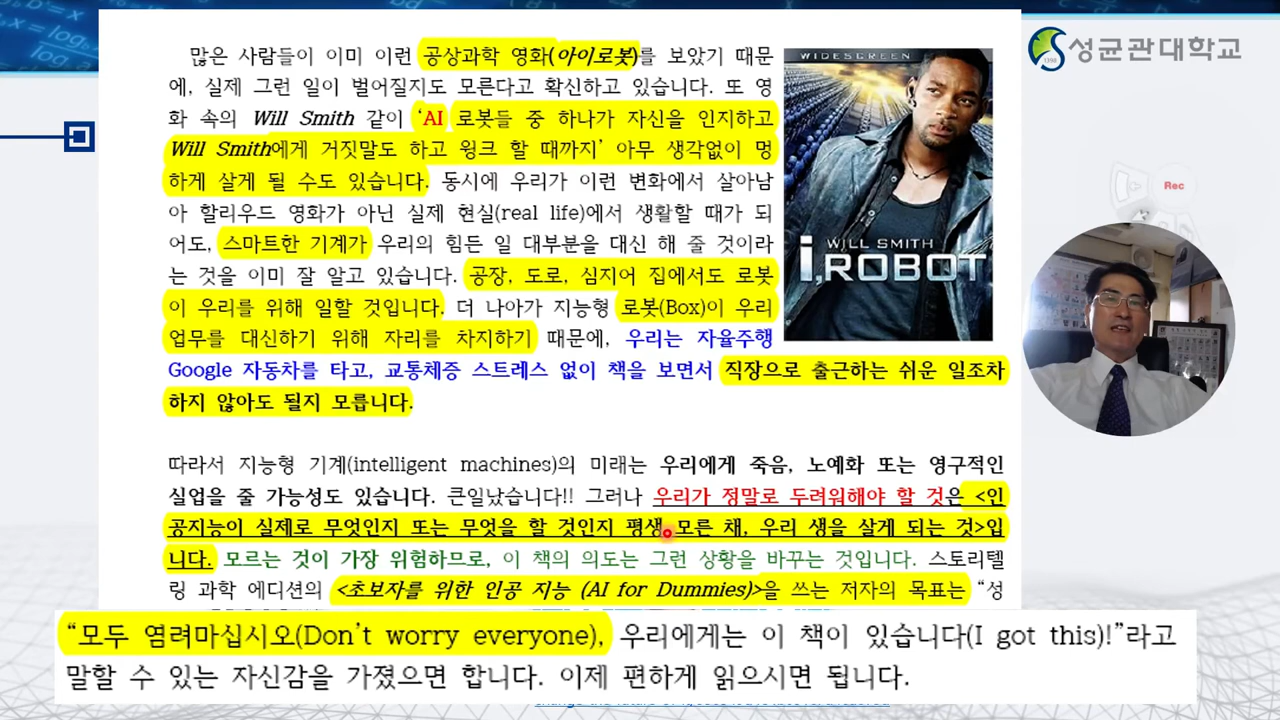 성균관대학교
1398
많은 사람들이 이미 이런 공상과학 영화(아이로봇)를 보았기 때문
에, 실제 그런 일이 벌어질지도 모른다고 확신하고 있습니다. 또 영
화 속의 Will Smith 같이 ‘AI 로봇들 중 하나가 자신을 인지하고
Will Smith에게 거짓말도 하고 윙크 할 때까지’ 아무 생각없이 멍
하게 살게 될 수도 있습니다. 동시에 우리가 이런 변화에서 살아남
아 할리우드 영화가 아닌 실제 현실(real life)에서 생활할 때가 되
어도, 스마트한 기계가 우리의 힘든 일 대부분을 대신 해 줄 것이라
는 것을 이미 잘 알고 있습니다. 공장, 도로, 심지어 집에서도 로봇
이 우리를 위해 일할 것입니다. 더 나아가 지능형 로봇(Box)이 우리
업무를 대신하기 위해 자리를 차지하기 때문에, 우리는 자율주행
Google 자동차를 타고, 교통체증 스트레스 없이 책을 보면서 직장으로 출근하는 쉬운 일조차
하지 않아도 될지 모릅니다.
WIDESCREEN
WILL SMITH
i,ROBOT
Rec
따라서 지능형 기계(intelligent machines)의 미래는 우리에게 죽음, 노예화 또는 영구적인
실업을 줄 가능성도 있습니다. 큰일났습니다!! 그러나 우리가 정말로 두려워해야 할 것은 <인
공지능이 실제로 무엇인지 또는 무엇을 할 것인지 평생 모른 채, 우리 생을 살게 되는 것>입
니다. 모르는 것이 가장 위험하므로, 이 책의 의도는 그런 상황을 바꾸는 것입니다. 스토리텔
링 과학 에디션의 <초보자를 위한 인공 지능 (AI for Dummies)>을 쓰는 저자의 목표는 “성
“모두 염려마십시오(Don’t worry everyone), 우리에게는 이 책이 있습니다(I got this)!”라고
말할 수 있는 자신감을 가졌으면 합니다. 이제 편하게 읽으시면 됩니다.